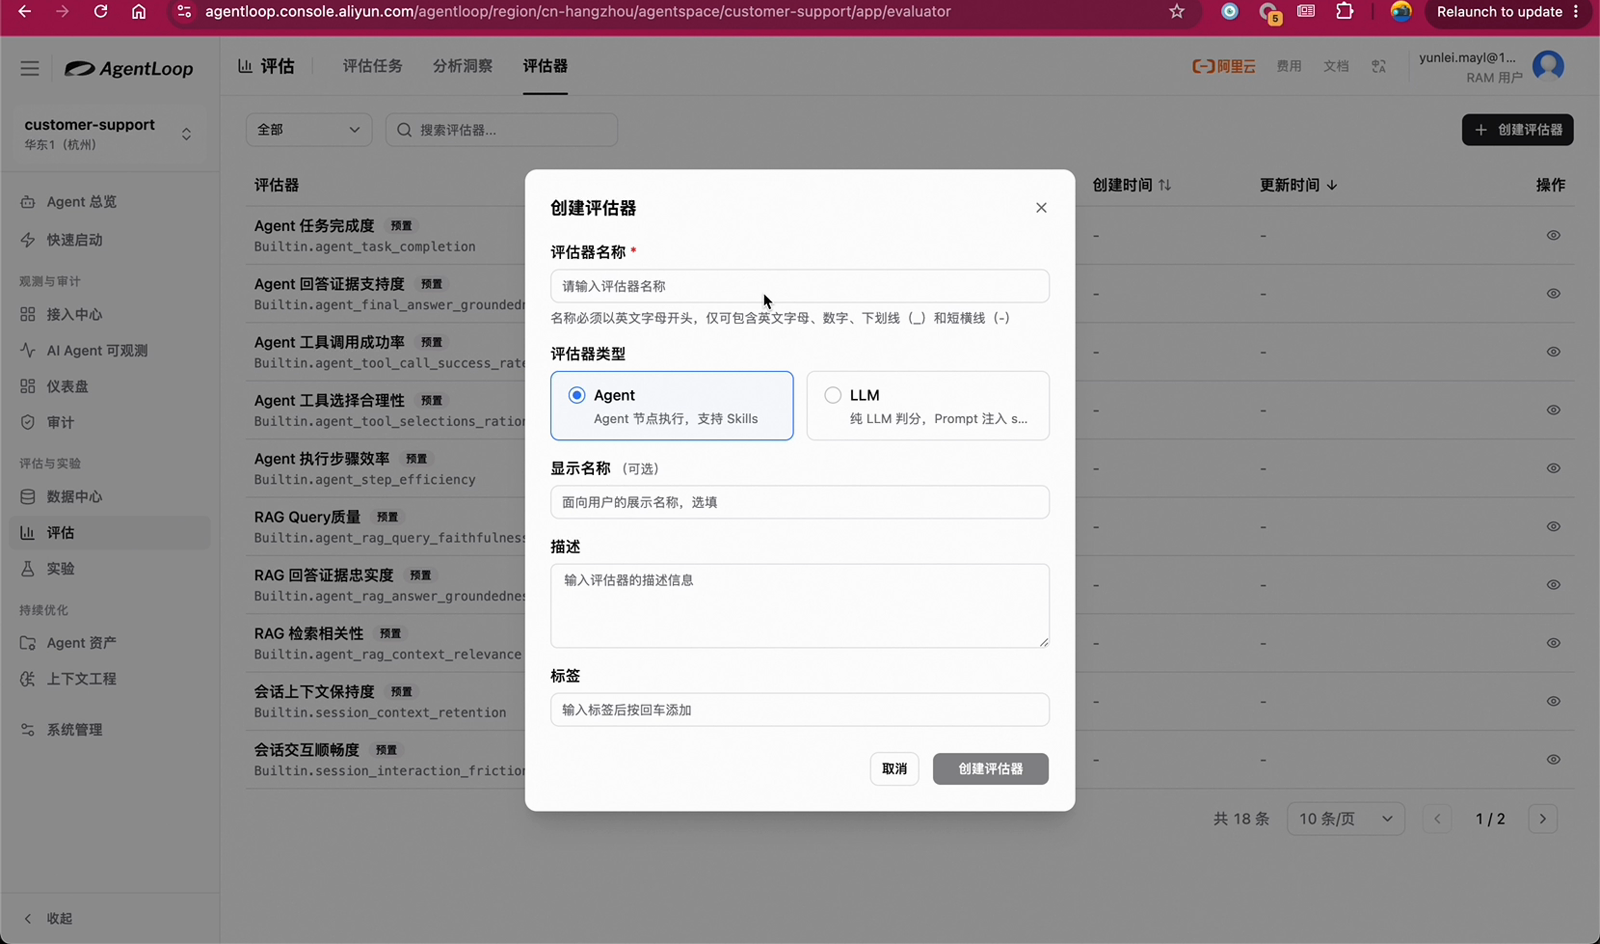 agentloop.console.aliyun.com/agentloop/region/cn-hangzhou/agentspace/customer-support/app/evaluator
5
Relaunch to update
AgentLoop
评估
评估任务
分析洞察
评估器
阿里云
费用
文档
yunlei.mayl@1...
RAM 用户
customer-support
华东1（杭州）
全部
搜索评估器...
创建评估器
Agent 总览
快速启动
观测与审计
接入中心
AI Agent 可观测
仪表盘
审计
评估与实验
数据中心
评估
实验
持续优化
Agent 资产
上下文工程
系统管理
收起
评估器
创建时间
更新时间
操作
Agent 任务完成度 预置
Builtin.agent_task_completion
- -
Agent 回答证据支持度 预置
Builtin.agent_final_answer_groundedn
- -
Agent 工具调用成功率 预置
Builtin.agent_tool_call_success_rate
- -
Agent 工具选择合理性 预置
Builtin.agent_tool_selections_ration
- -
Agent 执行步骤效率 预置
Builtin.agent_step_efficiency
- -
RAG Query质量 预置
Builtin.agent_rag_query_faithfulness
- -
RAG 回答证据忠实度 预置
Builtin.agent_rag_answer_groundednes
- -
RAG 检索相关性 预置
Builtin.agent_rag_context_relevance
- -
会话上下文保持度 预置
Builtin.session_context_retention
- -
会话交互顺畅度 预置
Builtin.session_interaction_friction
- -
共 18 条
10 条/页
1 / 2
创建评估器
评估器名称 *
请输入评估器名称
名称必须以英文字母开头，仅可包含英文字母、数字、下划线（_）和短横线（-）
评估器类型
Agent
Agent 节点执行，支持 Skills
LLM
纯 LLM 判分，Prompt 注入 s...
显示名称 （可选）
面向用户的展示名称，选填
描述
输入评估器的描述信息
标签
输入标签后按回车添加
取消
创建评估器